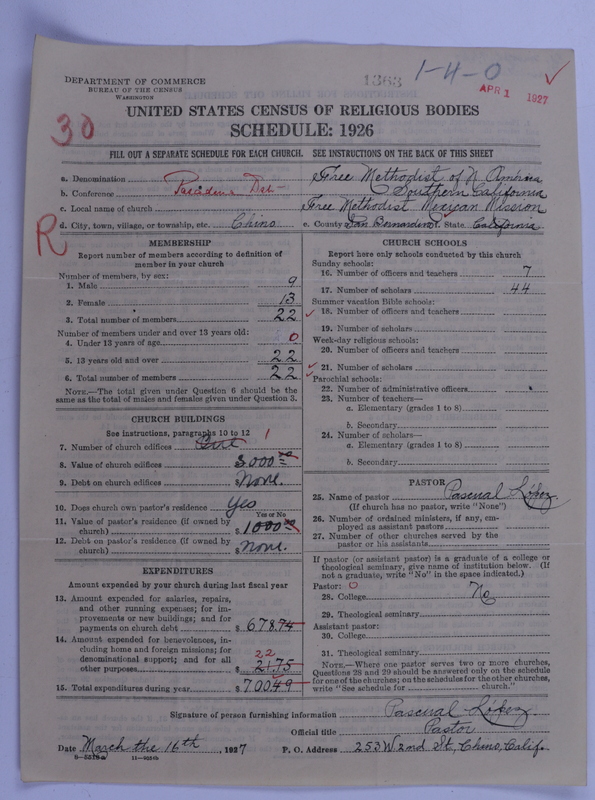 1363
1-4-0
APR 1 1927
DEPARTMENT OF COMMERCE
BUREAU OF THE CENSUS
WASHINGTON
UNITED STATES CENSUS OF RELIGIOUS BODIES
SCHEDULE: 1926
30
FILL OUT A SEPARATE SCHEDULE FOR EACH CHURCH. SEE INSTRUCTIONS ON THE BACK OF THIS SHEET
a. Denomination Free Methodist of N America
b. Conference Pasadena Southern California
c. Local name of church Free Methodist Mexican Mission
d. City, town, village, or township, etc. Chino e. County San Bernardino f. State California
R
MEMBERSHIP
Report number of members according to definition of
member in your church
Number of members, by sex:
1. Male 9
2. Female 13
3. Total number of members 22
Number of members under and over 13 years old:
4. Under 13 years of age 0
5. 13 years old and over 22
6. Total number of members 22
NOTE.—The total given under Question 6 should be the
same as the total of males and females given under Question 3.
CHURCH BUILDINGS
See instructions, paragraphs 10 to 12
7. Number of church edifices 1
8. Value of church edifices $3000
9. Debt on church edifices $None.
10. Does church own pastor's residence Yes
Yes or No
11. Value of pastor's residence (if owned by
church) $1000
12. Debt on pastor's residence (if owned by
church) $None.
EXPENDITURES
Amount expended by your church during last fiscal year
13. Amount expended for salaries, repairs,
and other running expenses; for im-
provements or new buildings; and for
payments on church debt $678.74
14. Amount expended for benevolences, in-
cluding home and foreign missions; for
denominational support; and for all
other purposes $21.75
22
15. Total expenditures during year $700.49
CHURCH SCHOOLS
Report here only schools conducted by this church
Sunday schools:
16. Number of officers and teachers 7
17. Number of scholars 44
Summer vacation Bible schools:
18. Number of officers and teachers
19. Number of scholars
Week-day religious schools:
20. Number of officers and teachers
21. Number of scholars
Parochial schools:
22. Number of administrative officers
23. Number of teachers—
a. Elementary (grades 1 to 8)
b. Secondary
24. Number of scholars—
a. Elementary (grades 1 to 8)
b. Secondary
PASTOR
25. Name of pastor Pascual López
(If church has no pastor, write "None")
26. Number of ordained ministers, if any, em-
ployed as assistant pastors
27. Number of other churches served by the
pastor or his assistants
If pastor (or assistant pastor) is a graduate of a college or
theological seminary, give name of institution below. (If
not a graduate, write "No" in the space indicated.)
Pastor: 0
28. College No
29. Theological seminary
Assistant pastor:
30. College
31. Theological seminary
NOTE.—Where one pastor serves two or more churches,
Questions 28 and 29 should be answered only on the schedule
for one of the churches; on the schedules for the other churches,
write "See schedule for church."
Signature of person furnishing information Pascual López
Official title Pastor
Date March the 16th, 1927 P. O. Address 253 W 2nd St, Chino, Calif.